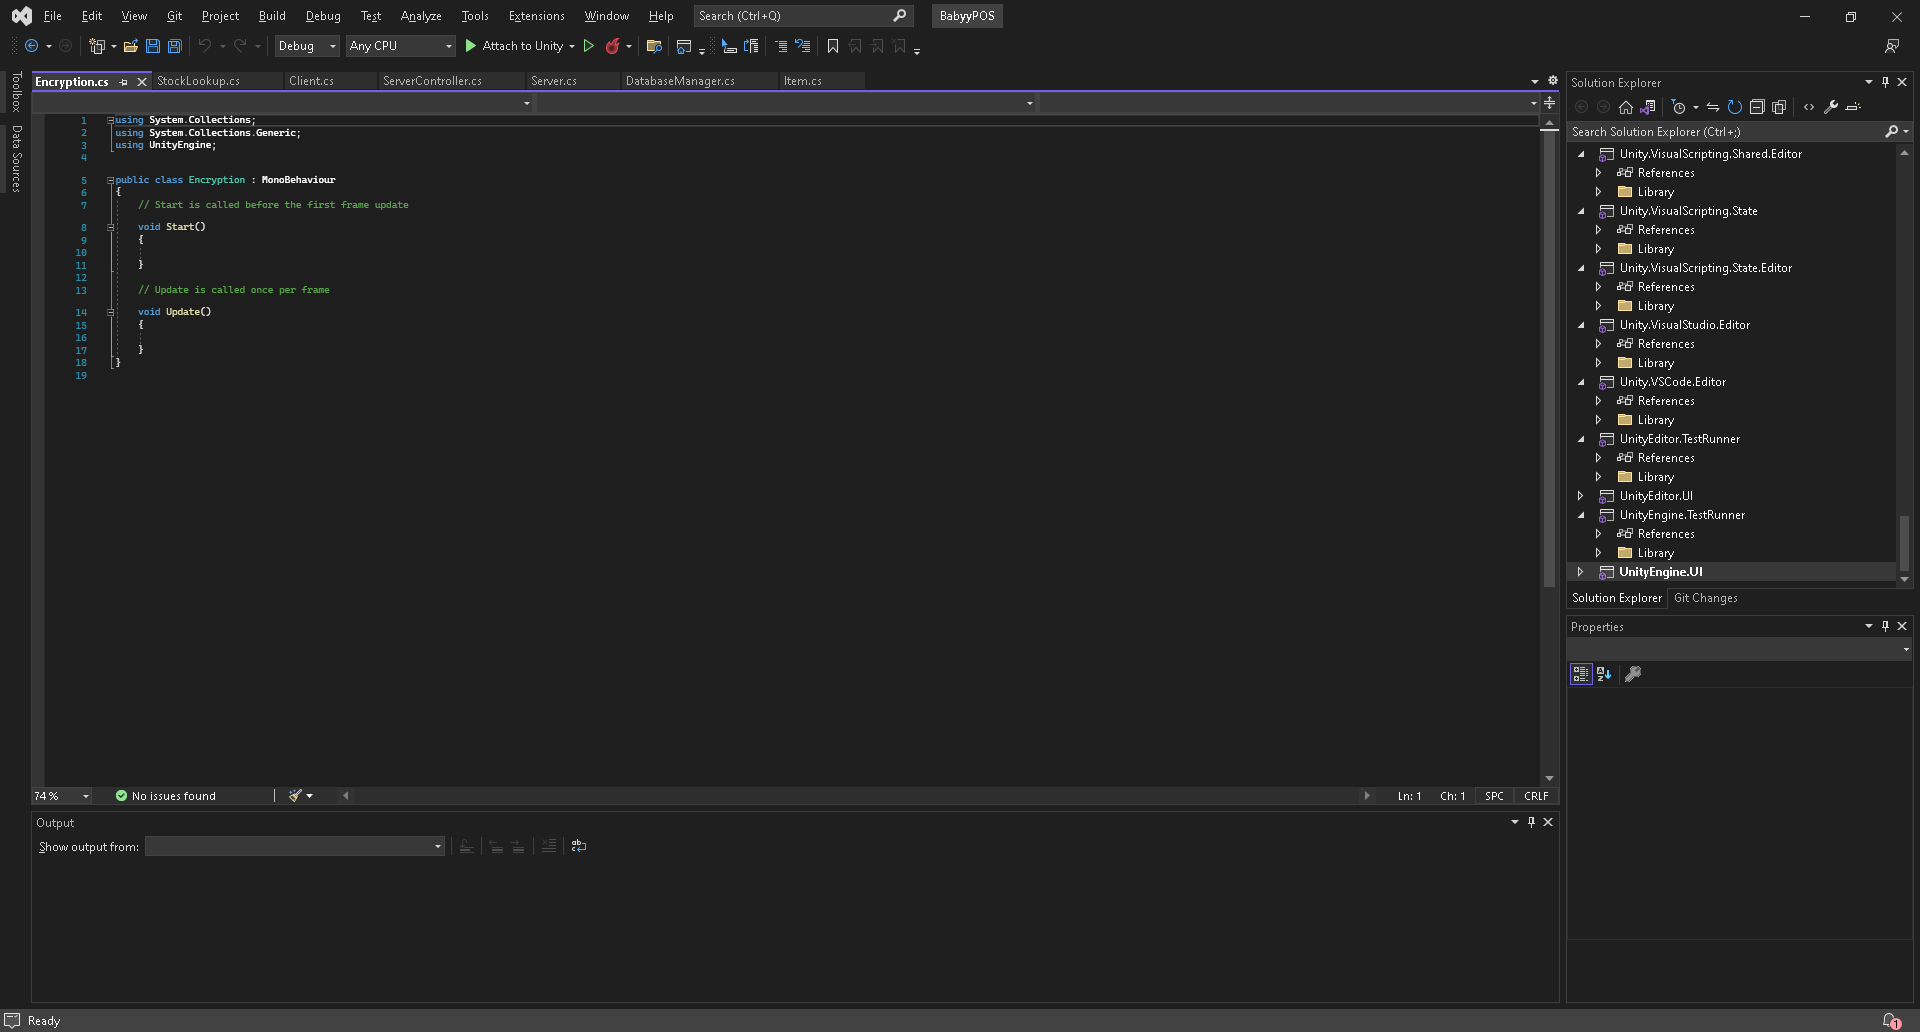 File Edit View Git Project Build Debug Test Analyze Tools Extensions Window Help Search (Ctrl+Q) BabyyPOS
Debug Any CPU Attach to Unity
Toolbox
Data Sources
Encryption.cs StockLookup.cs Client.cs ServerController.cs Server.cs DatabaseManager.cs Item.cs
1 using System.Collections;
2 using System.Collections.Generic;
3 using UnityEngine;
4
5 public class Encryption : MonoBehaviour
6 {
7 // Start is called before the first frame update
8 void Start()
9 {
10
11 }
12
13 // Update is called once per frame
14 void Update()
15 {
16
17 }
18 }
19
74 % No issues found Ln: 1 Ch: 1 SPC CRLF
Output
Show output from:
Solution Explorer
Search Solution Explorer (Ctrl+;)
Unity.VisualScripting.Shared.Editor
References
Library
Unity.VisualScripting.State
References
Library
Unity.VisualScripting.State.Editor
References
Library
Unity.VisualStudio.Editor
References
Library
Unity.VSCode.Editor
References
Library
UnityEditor.TestRunner
References
Library
UnityEditor.UI
UnityEngine.TestRunner
References
Library
UnityEngine.UI
Solution Explorer Git Changes
Properties
Ready 1